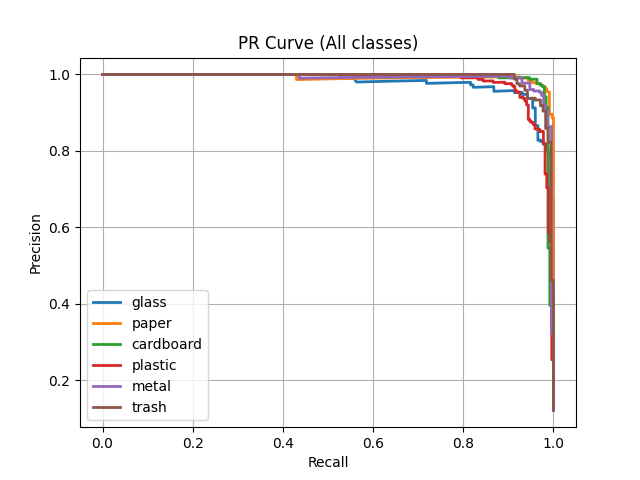 PR Curve (All classes)
Precision
1.0
0.8
0.6
0.4
0.2
glass
paper
cardboard
plastic
metal
trash
0.0 0.2 0.4 0.6 0.8 1.0
Recall